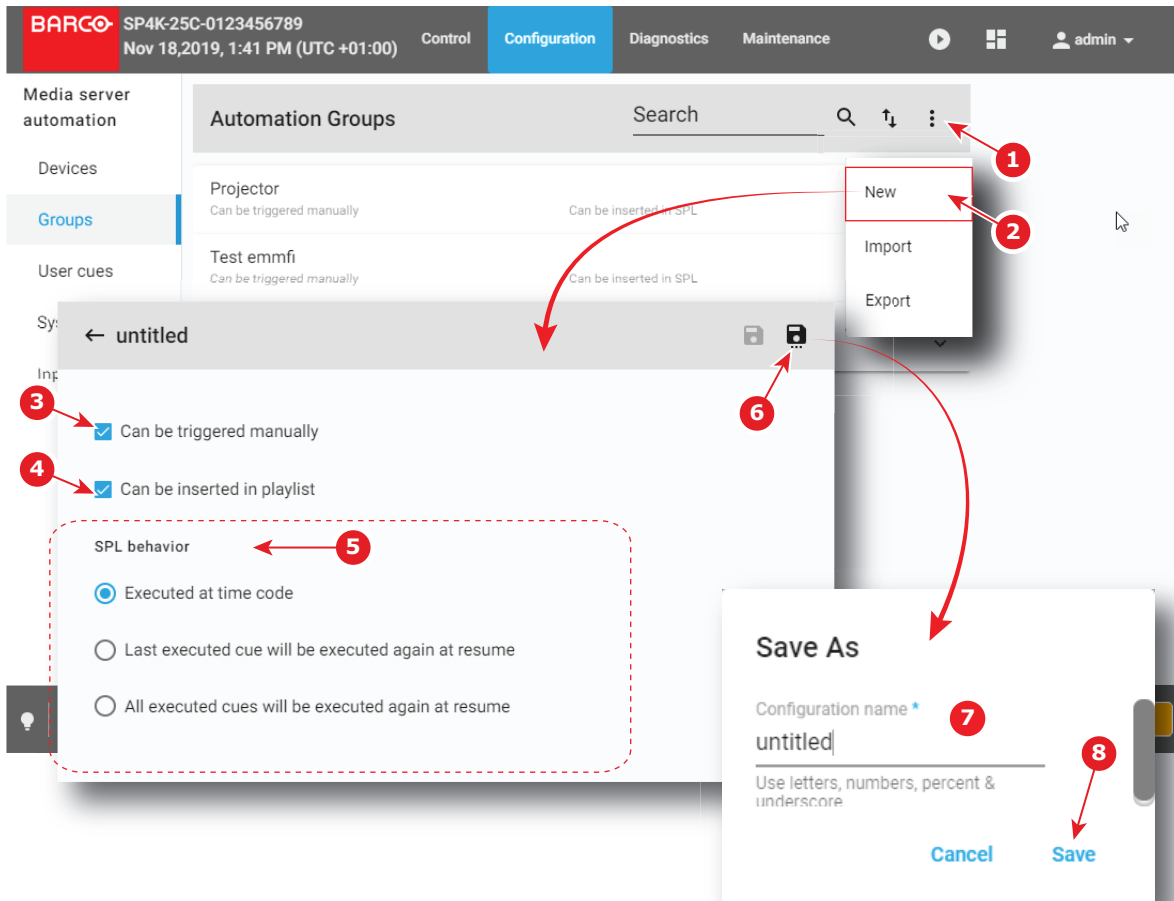 BARCO
SP4K-25C-0123456789
Nov 18,2019, 1:41 PM (UTC +01:00)
Control
Configuration
Diagnostics
Maintenance
admin
Media server
automation
Devices
Groups
User cues
Sy
Inp
Automation Groups
Search
1
Projector
Can be triggered manually
Can be inserted in SPL
Test emmfi
Can be triggered manually
Can be inserted in SPL
New
2
Import
Export
untitled
6
3
Can be triggered manually
4
Can be inserted in playlist
SPL behavior
5
Executed at time code
Last executed cue will be executed again at resume
All executed cues will be executed again at resume
Save As
Configuration name *
7
untitled
Use letters, numbers, percent &
underscore
8
Cancel
Save